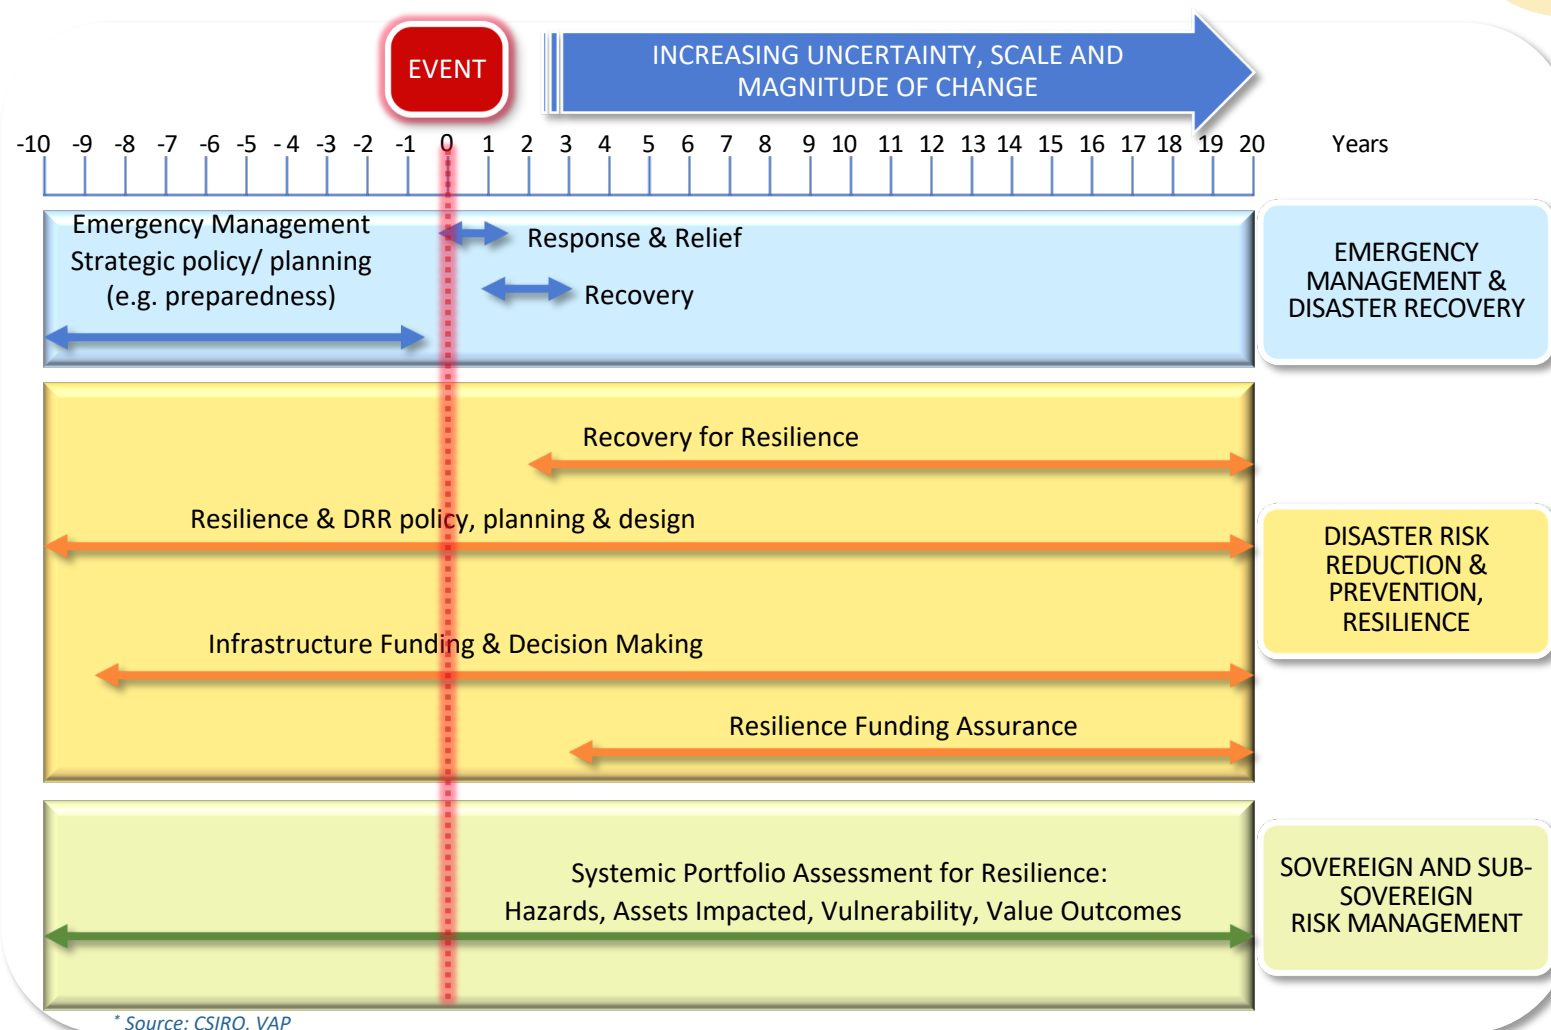 EVENT
INCREASING UNCERTAINTY, SCALE AND
MAGNITUDE OF CHANGE
-10 -9 -8 -7 -6 -5 - 4 -3 -2 -1 0 1 2 3 4 5 6 7 8 9 10 11 12 13 14 15 16 17 18 19 20 Years
Emergency Management
Strategic policy/ planning
(e.g. preparedness)
Response & Relief
Recovery
EMERGENCY
MANAGEMENT &
DISASTER RECOVERY
Recovery for Resilience
Resilience & DRR policy, planning & design
Infrastructure Funding & Decision Making
Resilience Funding Assurance
DISASTER RISK
REDUCTION &
PREVENTION,
RESILIENCE
Systemic Portfolio Assessment for Resilience:
Hazards, Assets Impacted, Vulnerability, Value Outcomes
SOVEREIGN AND SUB-
SOVEREIGN
RISK MANAGEMENT
* Source: CSIRO, VAP